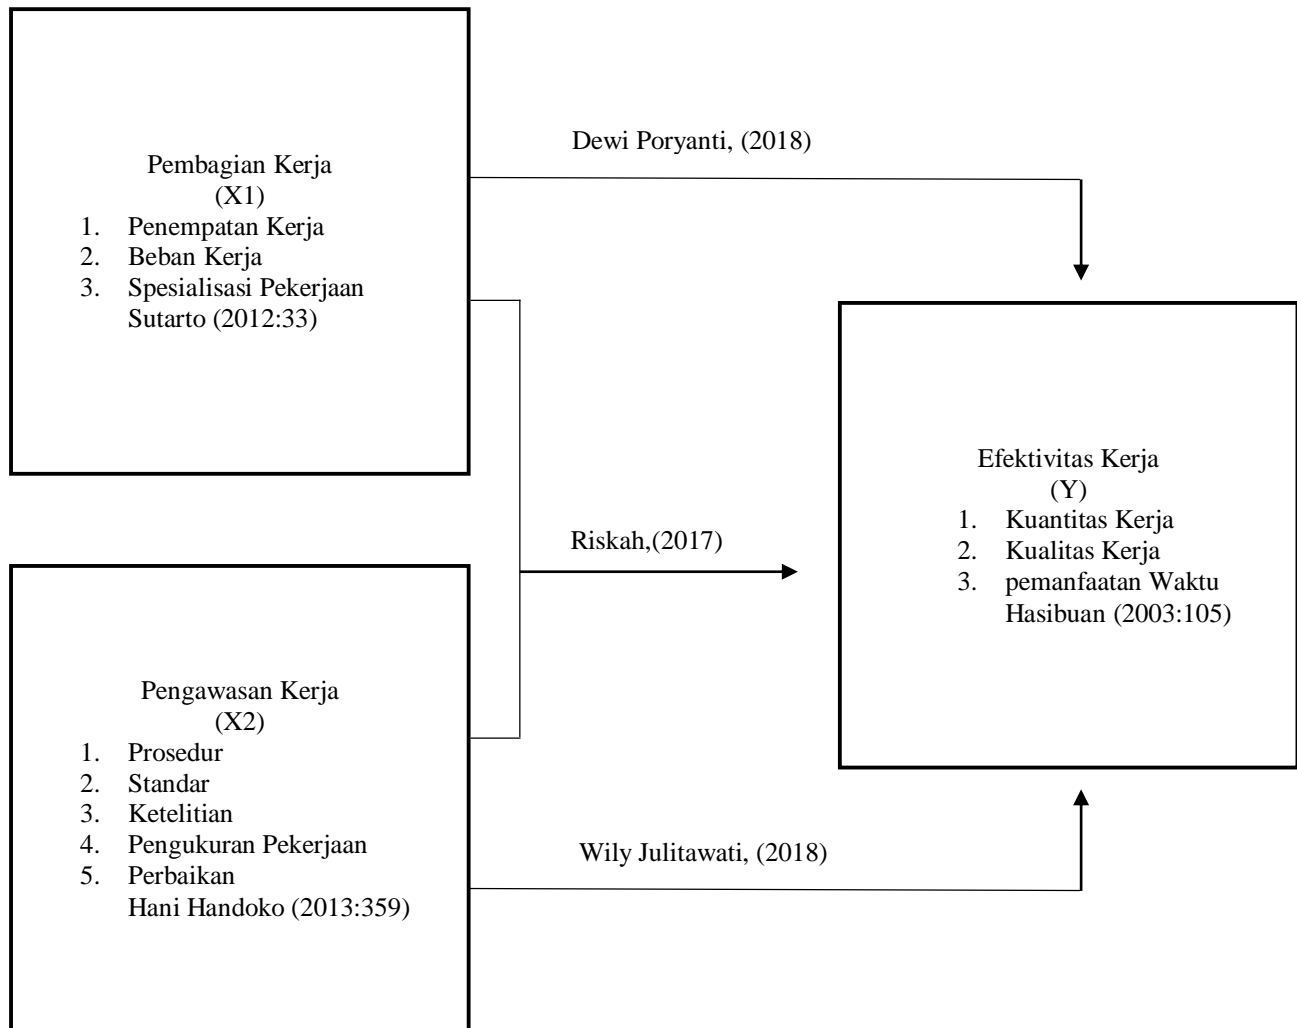 Dewi Poryanti, (2018)
Pembagian Kerja
(X1)
1. Penempatan Kerja
2. Beban Kerja
3. Spesialisasi Pekerjaan
Sutarto (2012:33)
Efektivitas Kerja
(Y)
1. Kuantitas Kerja
2. Kualitas Kerja
3. pemanfaatan Waktu
Hasibuan (2003:105)
Riskah,(2017)
Pengawasan Kerja
(X2)
1. Prosedur
2. Standar
3. Ketelitian
4. Pengukuran Pekerjaan
5. Perbaikan
Hani Handoko (2013:359)
Wily Julitawati, (2018)